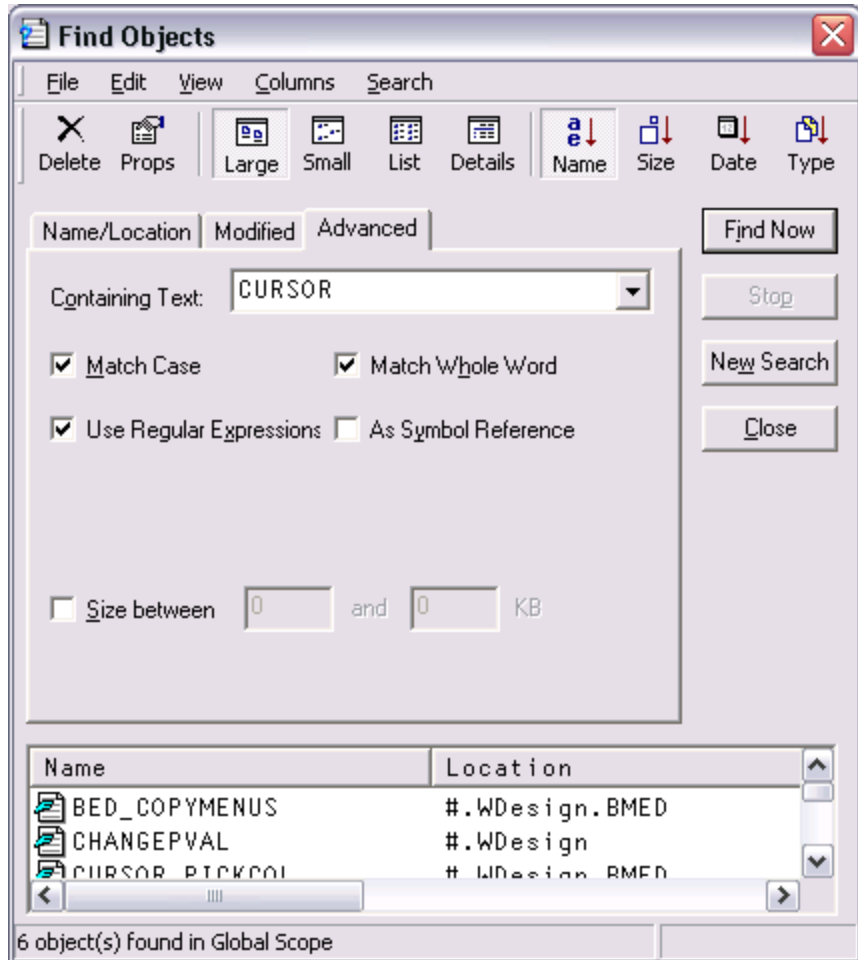 Find Objects
File Edit View Columns Search
Delete Props Large Small List Details Name Size Date Type
Name/Location Modified Advanced
Find Now
Containing Text: CURSOR
Stop
Match Case Match Whole Word
New Search
Use Regular Expressions As Symbol Reference
Close
Size between 0 and 0 KB
Name Location
BED_COPYMENUS #.WDesign.BMED
CHANGEPVAL #.WDesign
CURSOR_PICKCOL #.WDesign.BMED
6 object(s) found in Global Scope